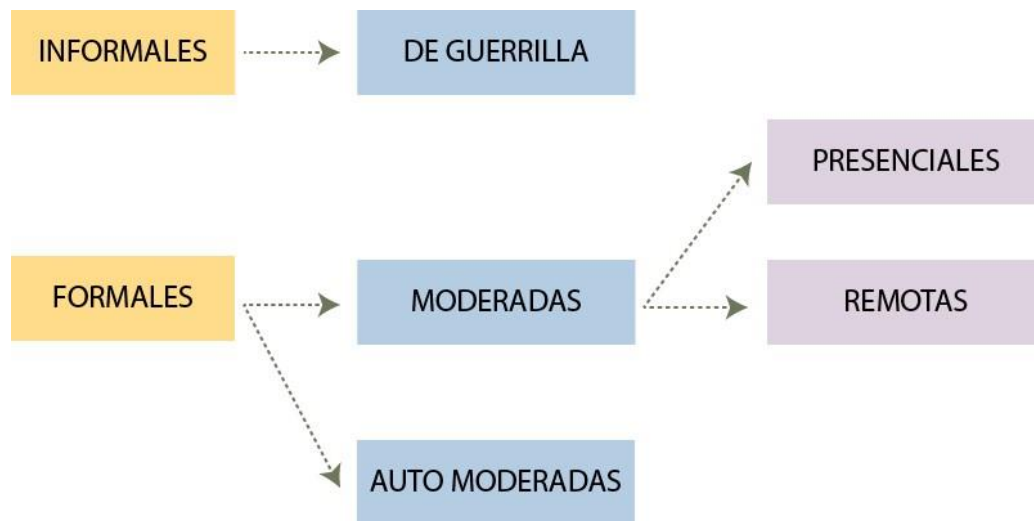 INFORMALES
DE GUERRILLA
PRESENCIALES
FORMALES
MODERADAS
REMOTAS
AUTO MODERADAS